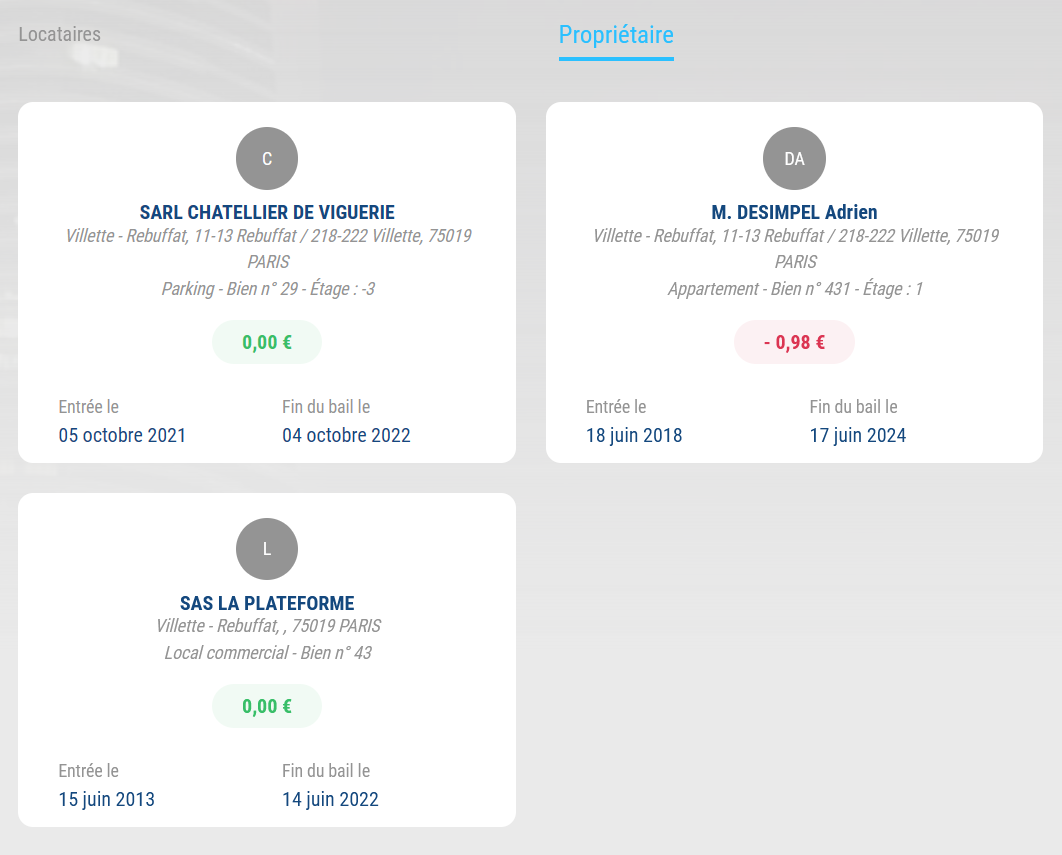 Locataires
Propriétaire
C
SARL CHATELLIER DE VIGUERIE
Villette - Rebuffat, 11-13 Rebuffat / 218-222 Villette, 75019
PARIS
Parking - Bien n° 29 - Étage : -3
0,00 €
Entrée le
Fin du bail le
05 octobre 2021
04 octobre 2022
DA
M. DESIMPEL Adrien
Villette - Rebuffat, 11-13 Rebuffat / 218-222 Villette, 75019
PARIS
Appartement - Bien n° 431 - Étage : 1
- 0,98 €
Entrée le
Fin du bail le
18 juin 2018
17 juin 2024
L
SAS LA PLATEFORME
Villette - Rebuffat, , 75019 PARIS
Local commercial - Bien n° 43
0,00 €
Entrée le
Fin du bail le
15 juin 2013
14 juin 2022